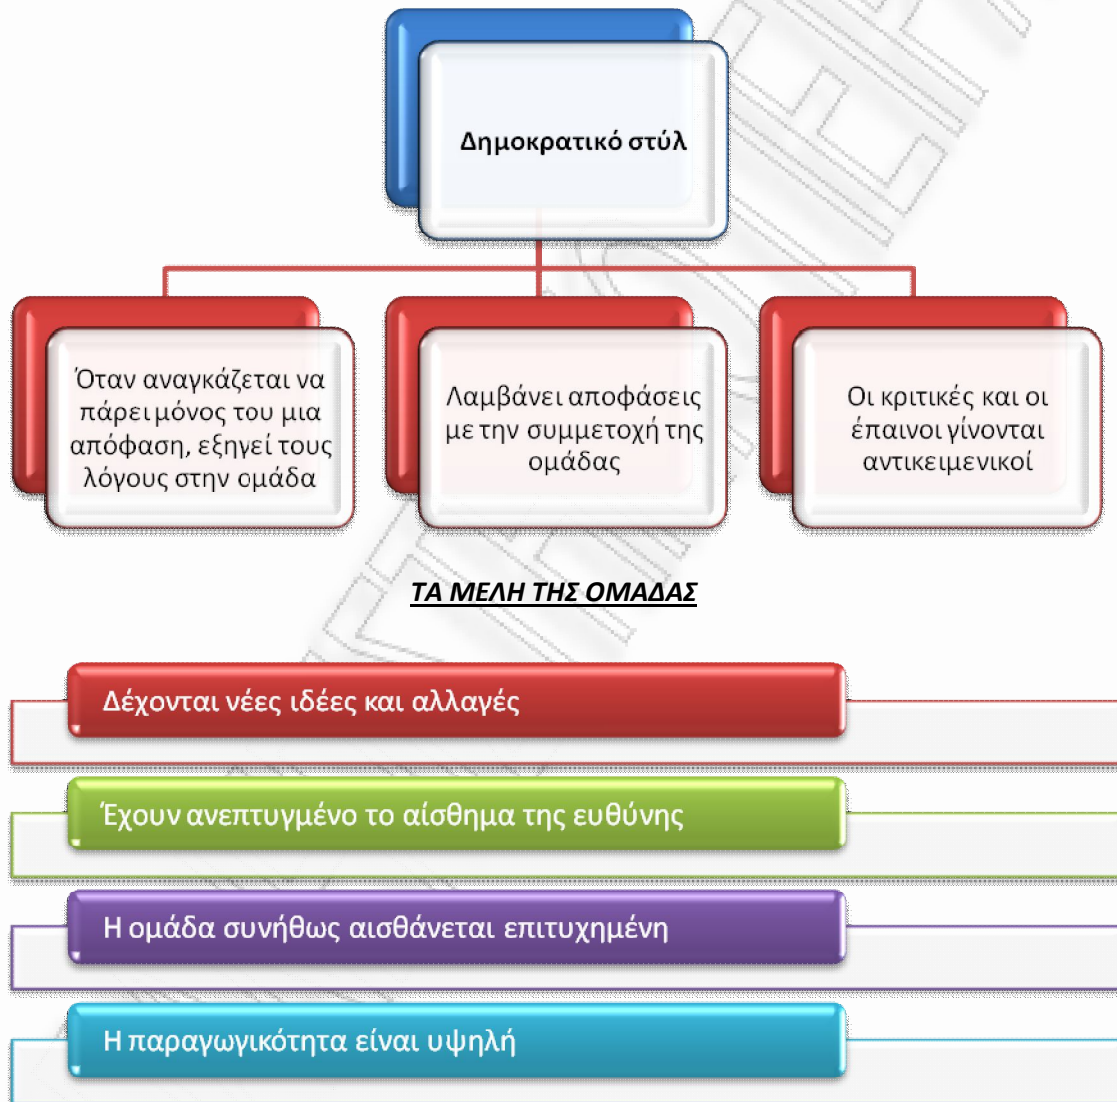 Δημοκρατικό στύλ
Όταν αναγκάζεται να
πάρει μόνος του μια
απόφαση, εξηγεί τους
λόγους στην ομάδα
Λαμβάνει αποφάσεις
με την συμμετοχή της
ομάδας
Οι κριτικές και οι
έπαινοι γίνονται
αντικειμενικοί
ΤΑ ΜΕΛΗ ΤΗΣ ΟΜΑΔΑΣ
Δέχονται νέες ιδέες και αλλαγές
Έχουν ανεπτυγμένο το αίσθημα της ευθύνης
Η ομάδα συνήθως αισθάνεται επιτυχημένη
Η παραγωγικότητα είναι υψηλή